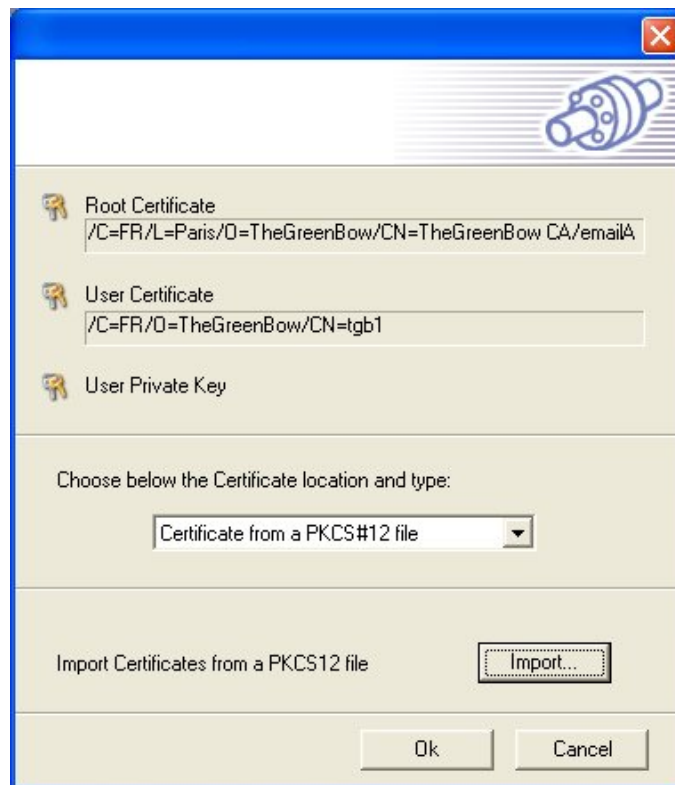 Root Certificate
/C=FR/L=Paris/O=TheGreenBow/CN=TheGreenBow CA/emailA
User Certificate
/C=FR/O=TheGreenBow/CN=tgb1
User Private Key
Choose below the Certificate location and type:
Certificate from a PKCS#12 file
Import Certificates from a PKCS12 file
Import...
Ok
Cancel